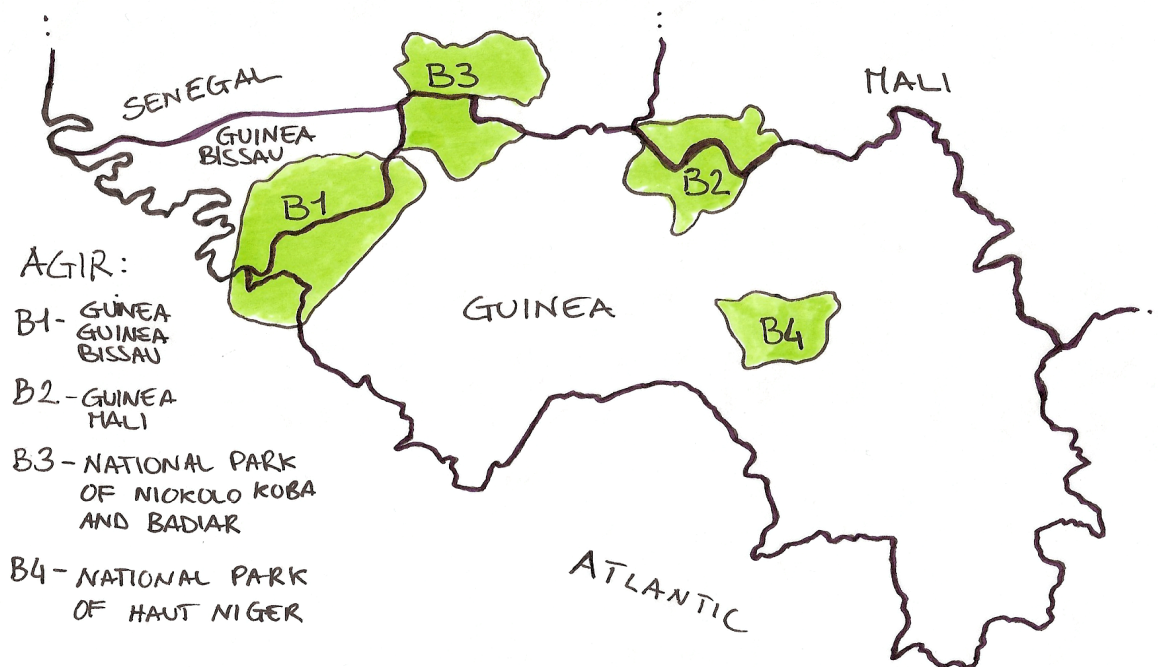 SENEGAL
GUINEA
BISSAU
MALI
B3
B2
B1
GUINEA
B4
ATLANTIC
AGIR:
B1- GUINEA
GUINEA
BISSAU
B2.- GUINEA
MALI
B3- NATIONAL PARK
OF NIOKOLO KOBA
AND BADIAR
B4- NATIONAL PARK
OF HAUT NIGER